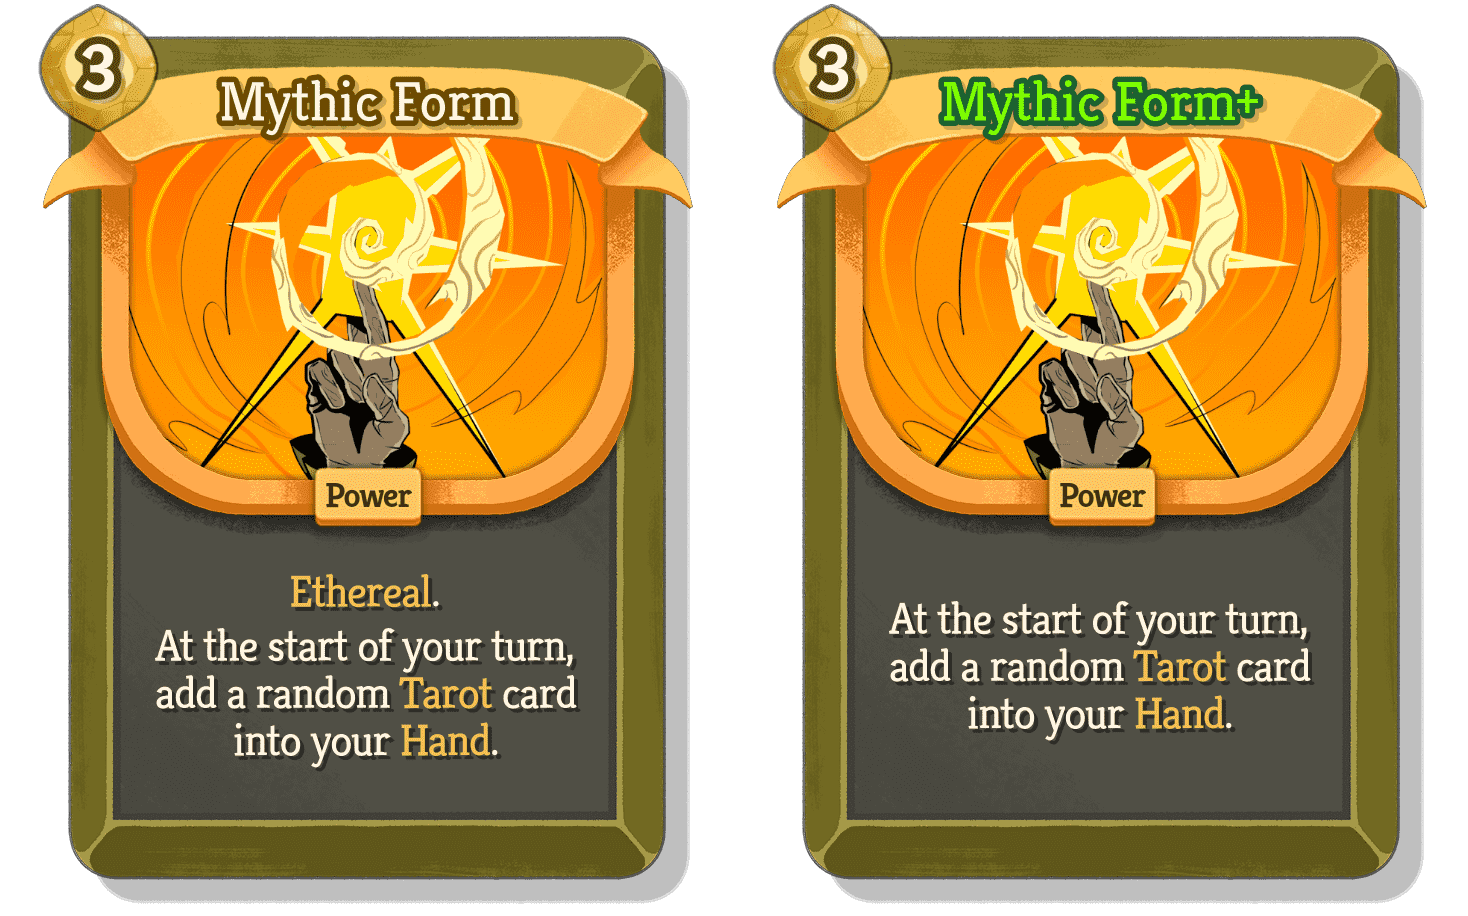 3
Mythic Form
Power
Ethereal.
At the start of your turn,
add a random Tarot card
into your Hand.
3
Mythic Form+
Power
At the start of your turn,
add a random Tarot card
into your Hand.